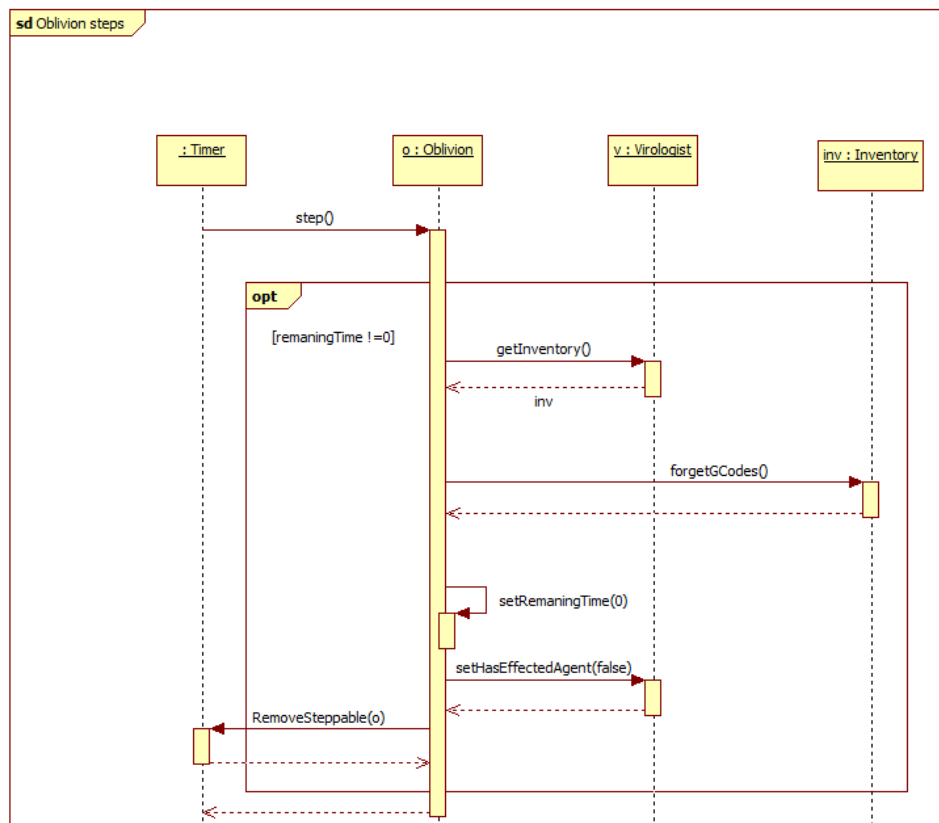 sd Oblivion steps
: Timer
o : Oblivion
v : Virologist
inv : Inventory
step()
opt
[remaningTime !=0]
getInventory()
inv
forgetGCodes()
setRemaningTime(0)
setHasEffectedAgent(false)
RemoveSteppable(o)